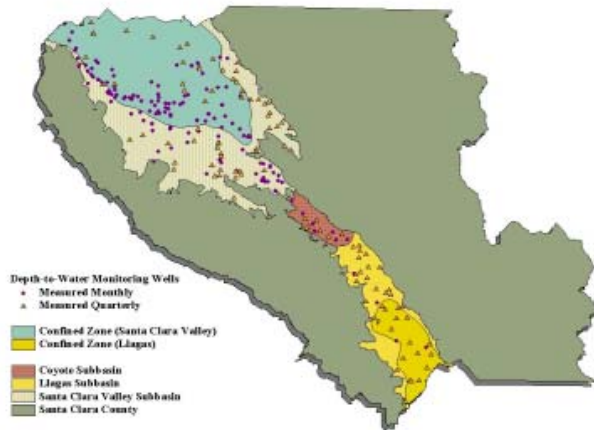 Depth-to-Water Monitoring Wells
Measured Monthly
Measured Quarterly
Confined Zone (Santa Clara Valley)
Confined Zone (Llagas)
Coyote Subbasin
Llagas Subbasin
Santa Clara Valley Subbasin
Santa Clara County